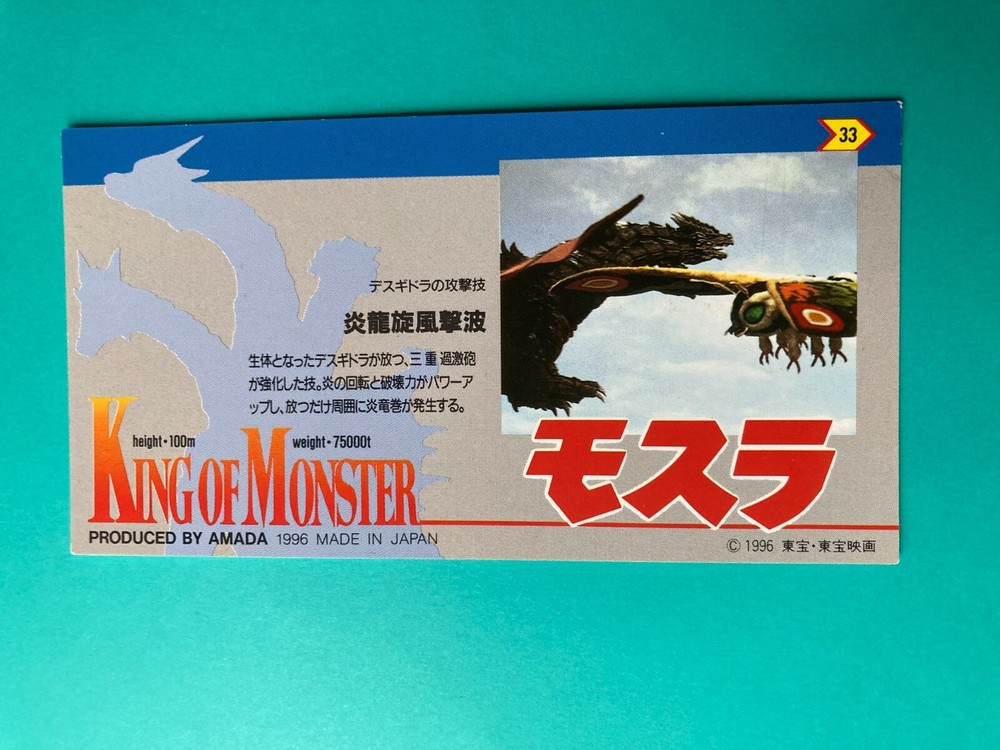 33
デスギドラの攻撃技
炎龍旋風撃波
生体となったデスギドラが放つ、三重過激砲
が強化した技。炎の回転と破壊力がパワーア
ップし、放つだけ周囲に炎竜巻が発生する。
height・100m weight・75000t
KING OF MONSTER
モスラ
PRODUCED BY AMADA 1996 MADE IN JAPAN
© 1996 東宝・東宝映画